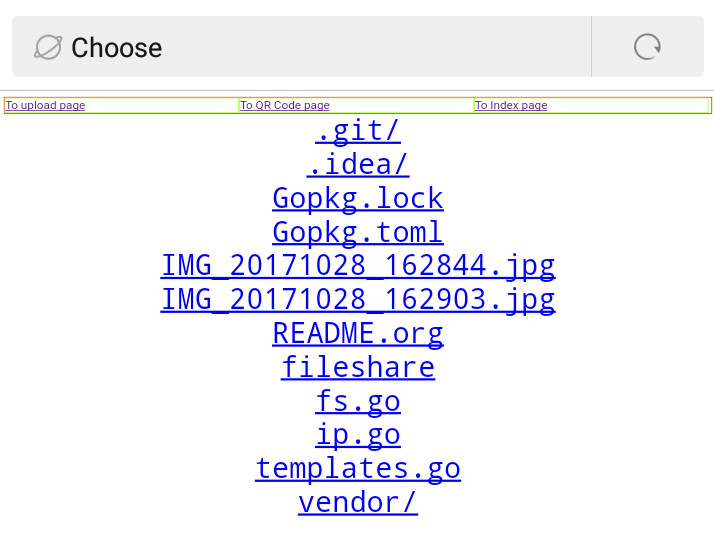 Choose
To upload page To QR Code page To Index page
.git/
.idea/
Gopkg.lock
Gopkg.toml
IMG_20171028_162844.jpg
IMG_20171028_162903.jpg
README.org
fileshare
fs.go
ip.go
templates.go
vendor/